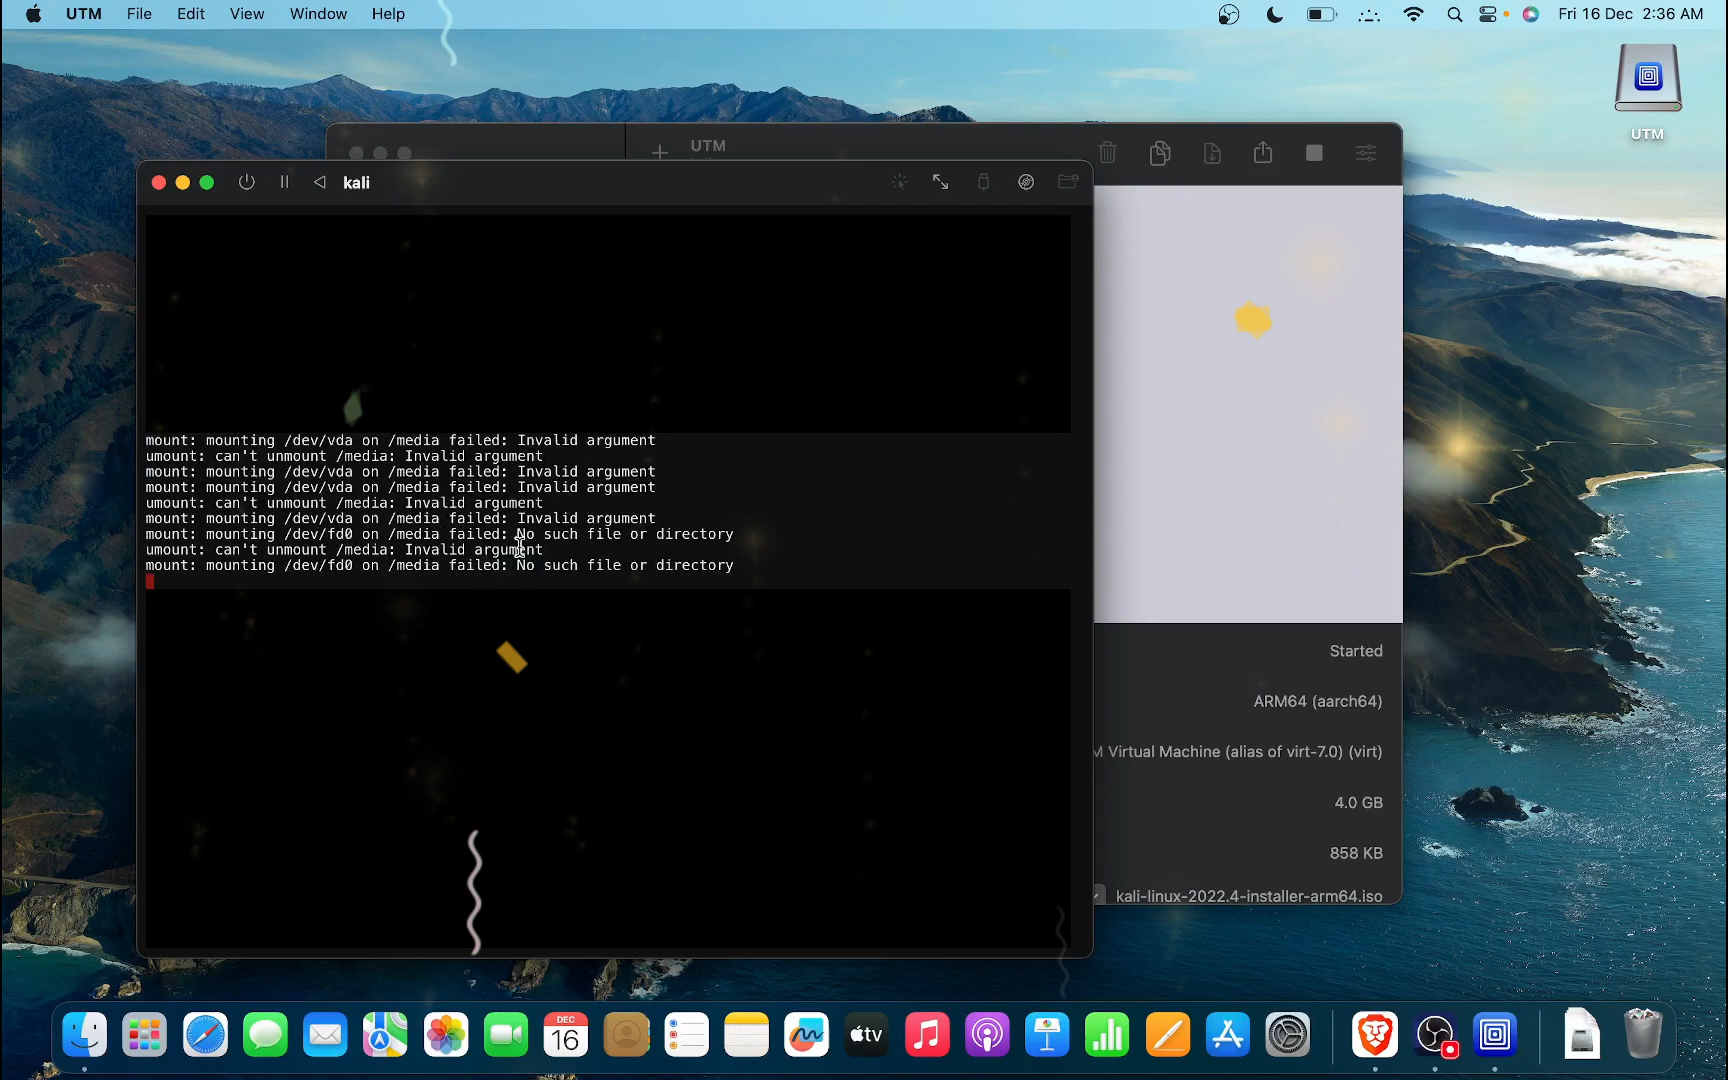 UTM File Edit View Window Help
Fri 16 Dec 2:36 AM
UTM
UTM
kali
mount: mounting /dev/vda on /media failed: Invalid argument
umount: can't unmount /media: Invalid argument
mount: mounting /dev/vda on /media failed: Invalid argument
mount: mounting /dev/vda on /media failed: Invalid argument
umount: can't unmount /media: Invalid argument
mount: mounting /dev/vda on /media failed: Invalid argument
mount: mounting /dev/fd0 on /media failed: No such file or directory
umount: can't unmount /media: Invalid argument
mount: mounting /dev/fd0 on /media failed: No such file or directory
Started
ARM64 (aarch64)
Virtual Machine (alias of virt-7.0) (virt)
4.0 GB
858 KB
kali-linux-2022.4-installer-arm64.iso
DEC
16
tv